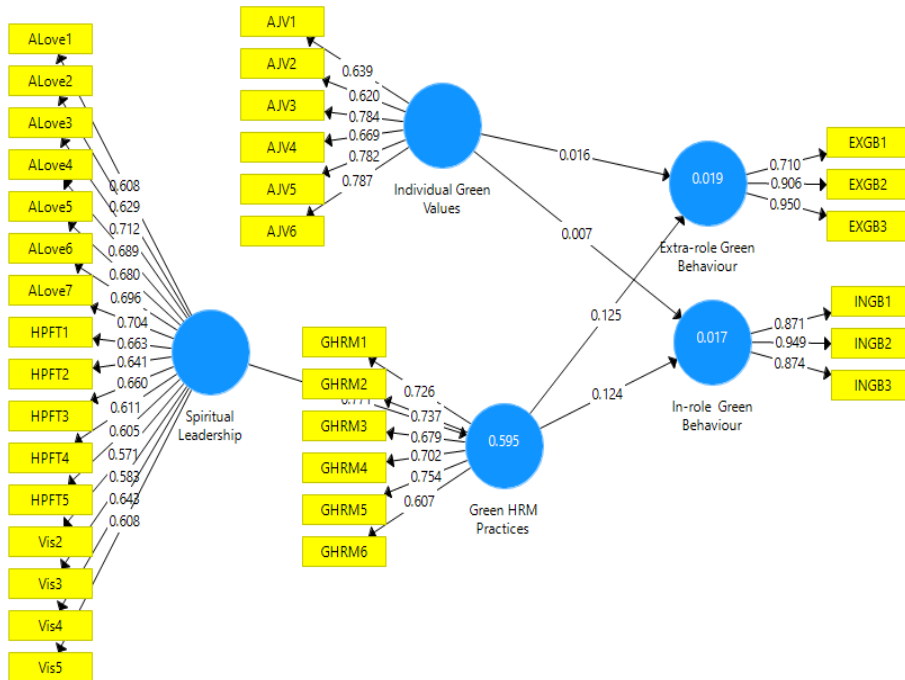 ALove1
ALove2
ALove3
ALove4
ALove5
ALove6
ALove7
HPFT1
HPFT2
HPFT3
HPFT4
HPFT5
Vis2
Vis3
Vis4
Vis5
0.608
0.629
0.712
0.689
0.680
0.696
0.704
0.663
0.641
0.660
0.611
0.605
0.571
0.583
0.643
0.608
Spiritual
Leadership
AJV1
AJV2
AJV3
AJV4
AJV5
AJV6
0.639
0.620
0.784
0.669
0.782
0.787
Individual Green
Values
GHRM1
GHRM2
GHRM3
GHRM4
GHRM5
GHRM6
0.771
0.726
0.737
0.679
0.702
0.754
0.607
0.595
Green HRM
Practices
0.016
0.007
0.125
0.124
0.019
Extra-role Green
Behaviour
0.710
0.906
0.950
EXGB1
EXGB2
EXGB3
0.017
In-role Green
Behaviour
0.871
0.949
0.874
INGB1
INGB2
INGB3